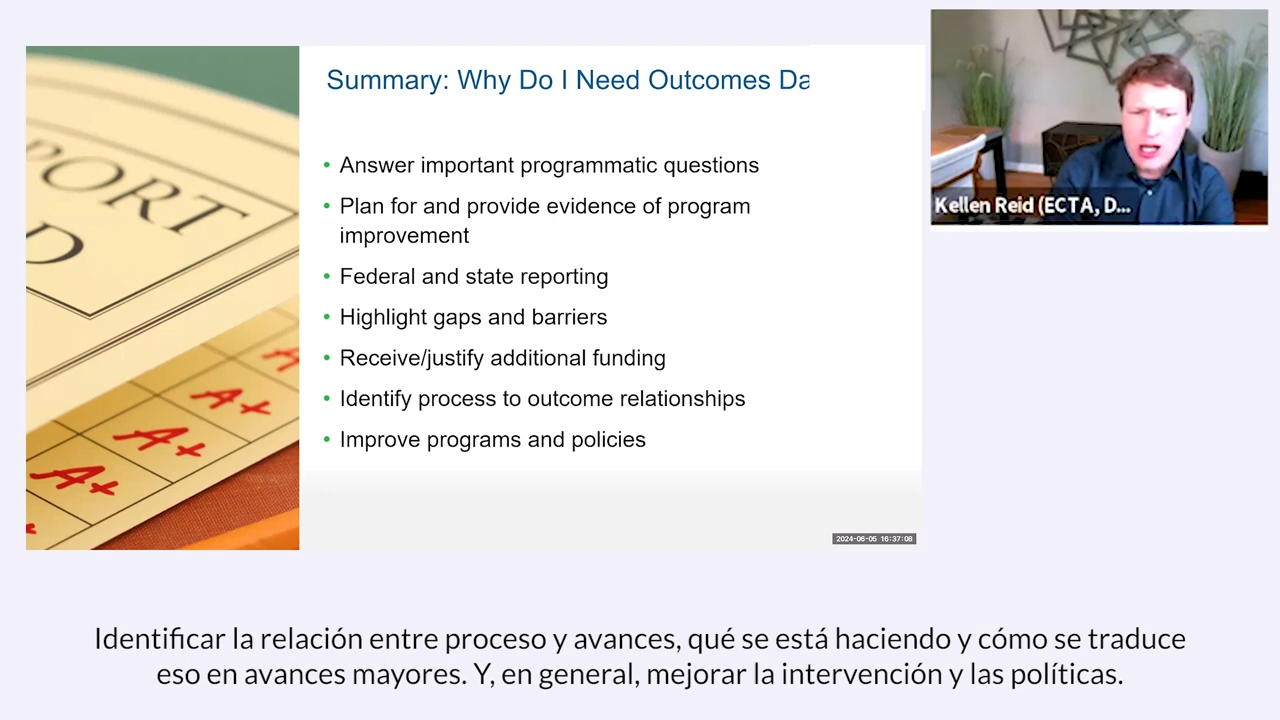 Summary: Why Do I Need Outcomes Da
• Answer important programmatic questions
• Plan for and provide evidence of program
improvement
• Federal and state reporting
• Highlight gaps and barriers
• Receive/justify additional funding
• Identify process to outcome relationships
• Improve programs and policies
PORT
D
A+
A+
A+
2024-06-05 16:37:08
Kellen Reid (ECTA, D...
Identificar la relación entre proceso y avances, qué se está haciendo y cómo se traduce
eso en avances mayores. Y, en general, mejorar la intervención y las políticas.